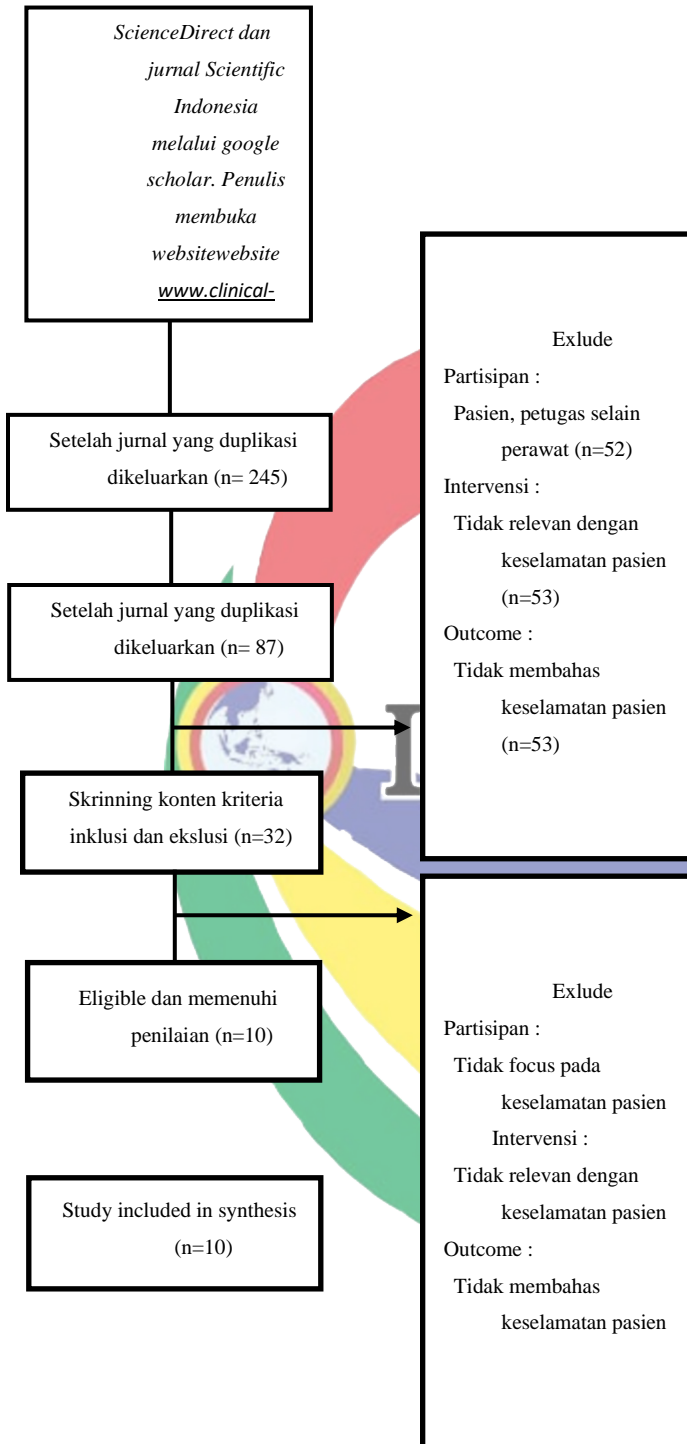 ScienceDirect dan
jurnal Scientific
Indonesia
melalui google
scholar. Penulis
membuka
websitewebsite
www.clinical-
Setelah jurnal yang duplikasi
dikeluarkan (n= 245)
Setelah jurnal yang duplikasi
dikeluarkan (n= 87)
Exlude
Partisipan :
Pasien, petugas selain
perawat (n=52)
Intervensi :
Tidak relevan dengan
keselamatan pasien
(n=53)
Outcome :
Tidak membahas
keselamatan pasien
(n=53)
Skrinning konten kriteria
inklusi dan ekslusi (n=32)
Eligible dan memenuhi
penilaian (n=10)
Exlude
Partisipan :
Tidak focus pada
keselamatan pasien
Intervensi :
Tidak relevan dengan
keselamatan pasien
Outcome :
Tidak membahas
keselamatan pasien
Study included in synthesis
(n=10)